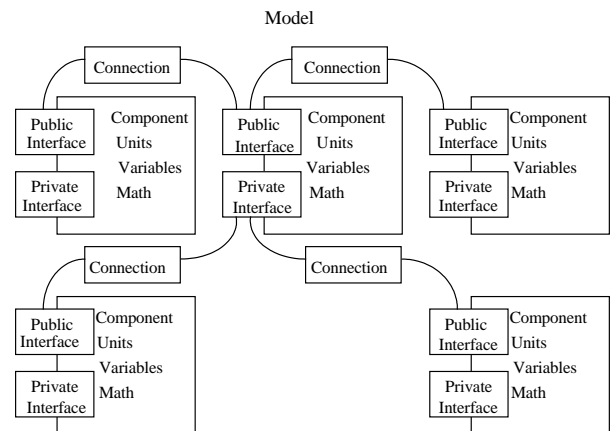 Model
Connection
Connection
Public
Interface
Private
Interface
Component
Units
Variables
Math
Public
Interface
Private
Interface
Component
Units
Variables
Math
Public
Interface
Private
Interface
Component
Units
Variables
Math
Connection
Connection
Public
Interface
Private
Interface
Component
Units
Variables
Math
Public
Interface
Private
Interface
Component
Units
Variables
Math